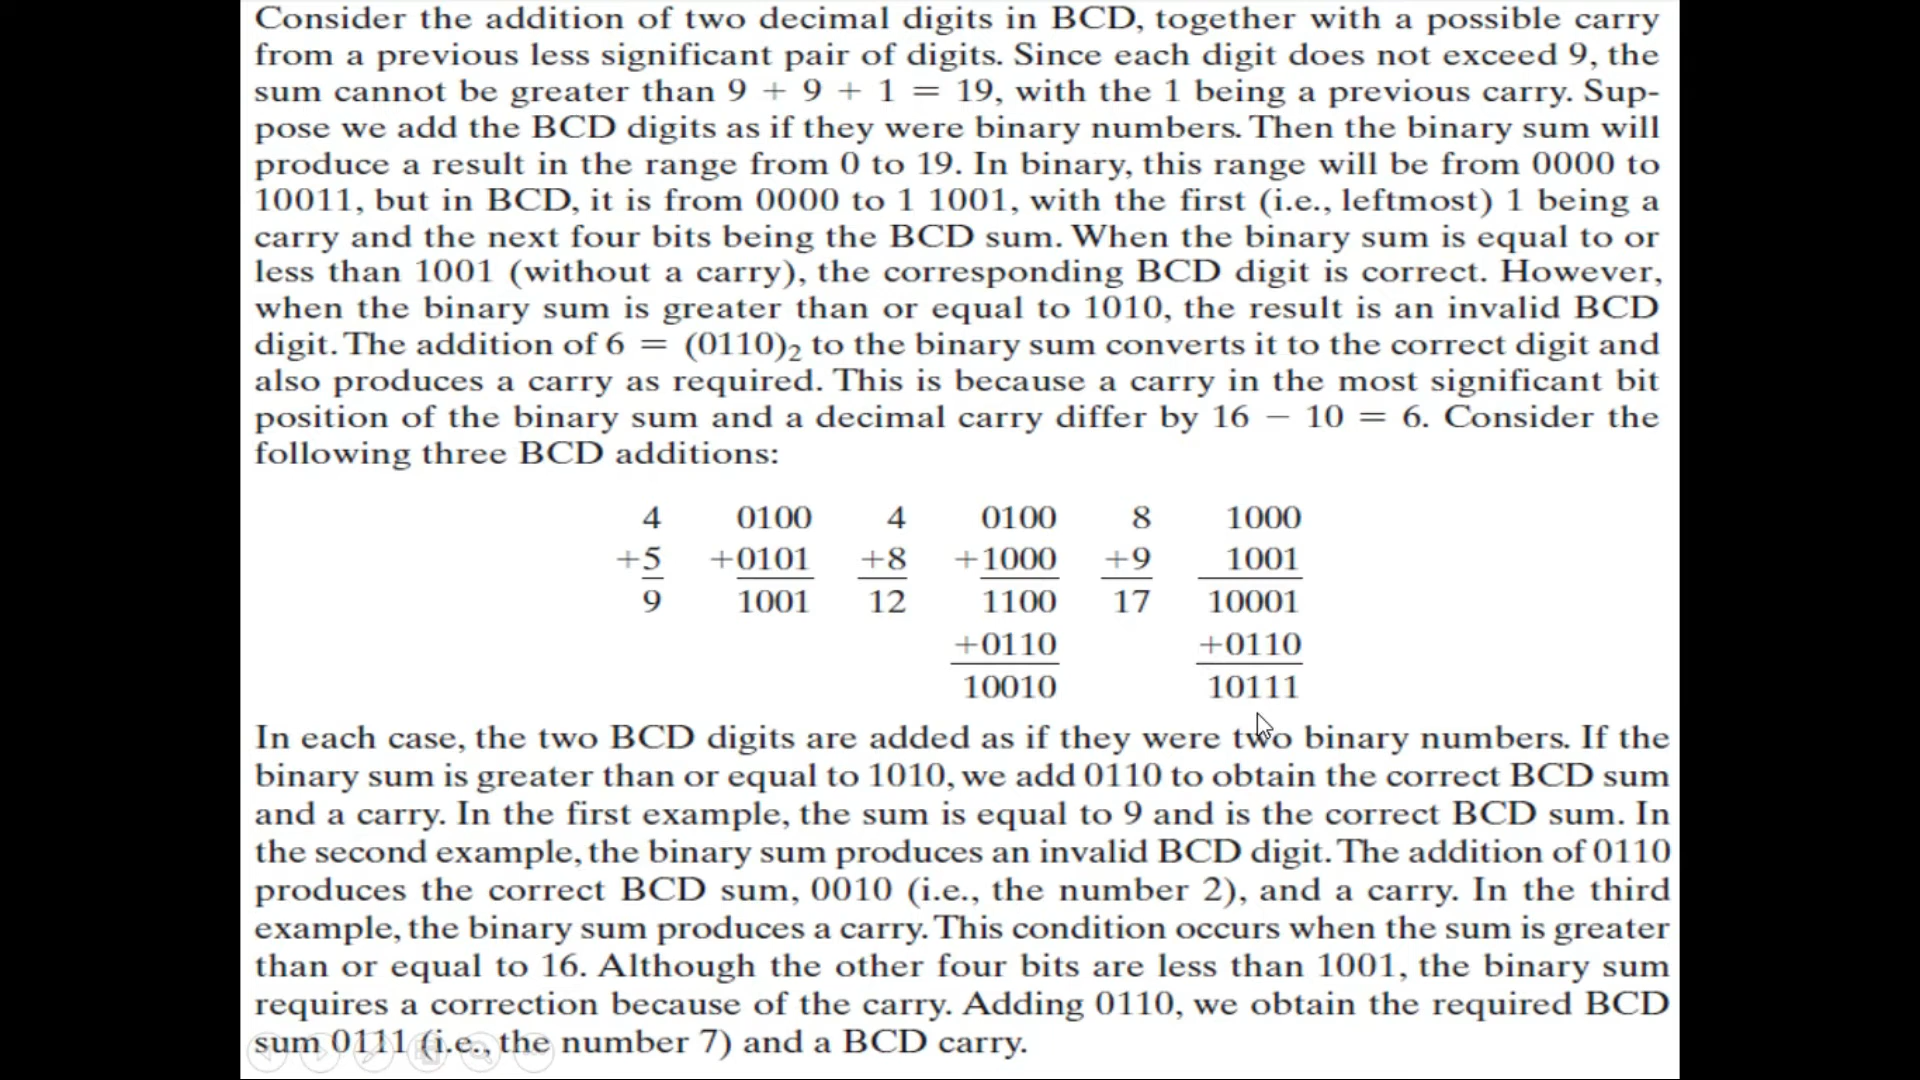 Consider the addition of two decimal digits in BCD, together with a possible carry
from a previous less significant pair of digits. Since each digit does not exceed 9, the
sum cannot be greater than 9 + 9 + 1 = 19, with the 1 being a previous carry. Sup-
pose we add the BCD digits as if they were binary numbers. Then the binary sum will
produce a result in the range from 0 to 19. In binary, this range will be from 0000 to
10011, but in BCD, it is from 0000 to 1 1001, with the first (i.e., leftmost) 1 being a
carry and the next four bits being the BCD sum. When the binary sum is equal to or
less than 1001 (without a carry), the corresponding BCD digit is correct. However,
when the binary sum is greater than or equal to 1010, the result is an invalid BCD
digit. The addition of 6 = (0110)₂ to the binary sum converts it to the correct digit and
also produces a carry as required. This is because a carry in the most significant bit
position of the binary sum and a decimal carry differ by 16 − 10 = 6. Consider the
following three BCD additions:
4 0100 4 0100 8 1000
+5 +0101 +8 +1000 +9 1001
9 1001 12 1100 17 10001
+0110 +0110
10010 10111
In each case, the two BCD digits are added as if they were two binary numbers. If the
binary sum is greater than or equal to 1010, we add 0110 to obtain the correct BCD sum
and a carry. In the first example, the sum is equal to 9 and is the correct BCD sum. In
the second example, the binary sum produces an invalid BCD digit. The addition of 0110
produces the correct BCD sum, 0010 (i.e., the number 2), and a carry. In the third
example, the binary sum produces a carry. This condition occurs when the sum is greater
than or equal to 16. Although the other four bits are less than 1001, the binary sum
requires a correction because of the carry. Adding 0110, we obtain the required BCD
sum 0111 (i.e., the number 7) and a BCD carry.